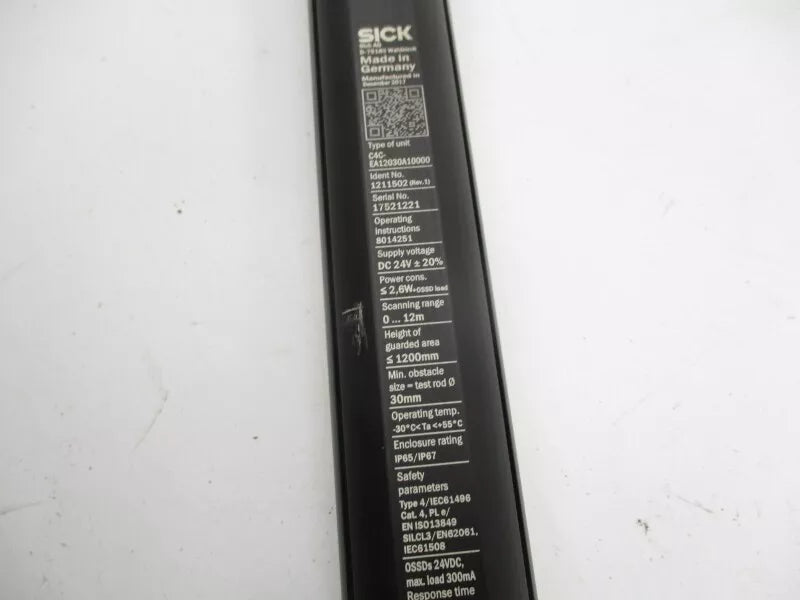 SICK
Sick AG
D-79183 Waldkirch
Made in
Germany
Manufactured in
December 2017
Type of unit
C4C-
EA12030A10000
Ident No.
1211502 (Rev.1)
Serial No.
17521221
Operating
instructions
8014251
Supply voltage
DC 24V ± 20%
Power cons.
≤ 2,6W+OSSD load
Scanning range
0 ... 12m
Height of
guarded area
≤ 1200mm
Min. obstacle
size = test rod Ø
30mm
Operating temp.
-30°C< Ta <+55°C
Enclosure rating
IP65/IP67
Safety
parameters
Type 4/IEC61496
Cat. 4, PL e/
EN ISO13849
SILCL3/EN62061,
IEC61508
OSSDs 24VDC,
max. load 300mA
Response time